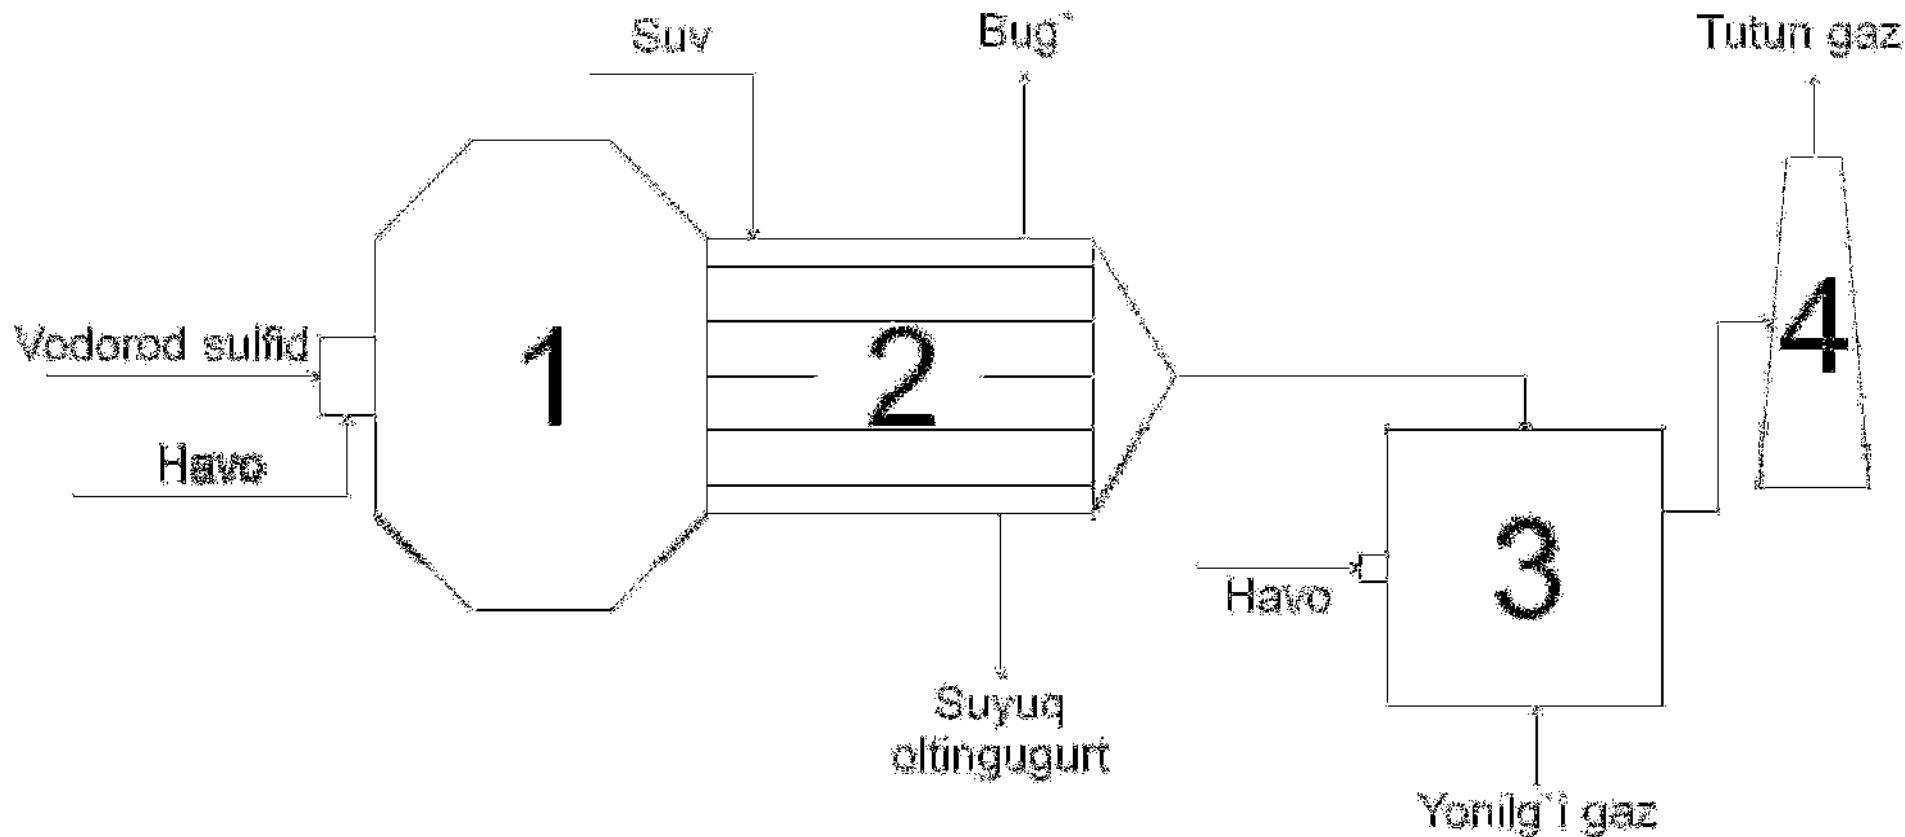 Suv
Bug`
Tutun gaz
Vodorod sulfid
1
2
4
Havo
3
Havo
Suyuq
oltingugurt
Yonilg`i gaz